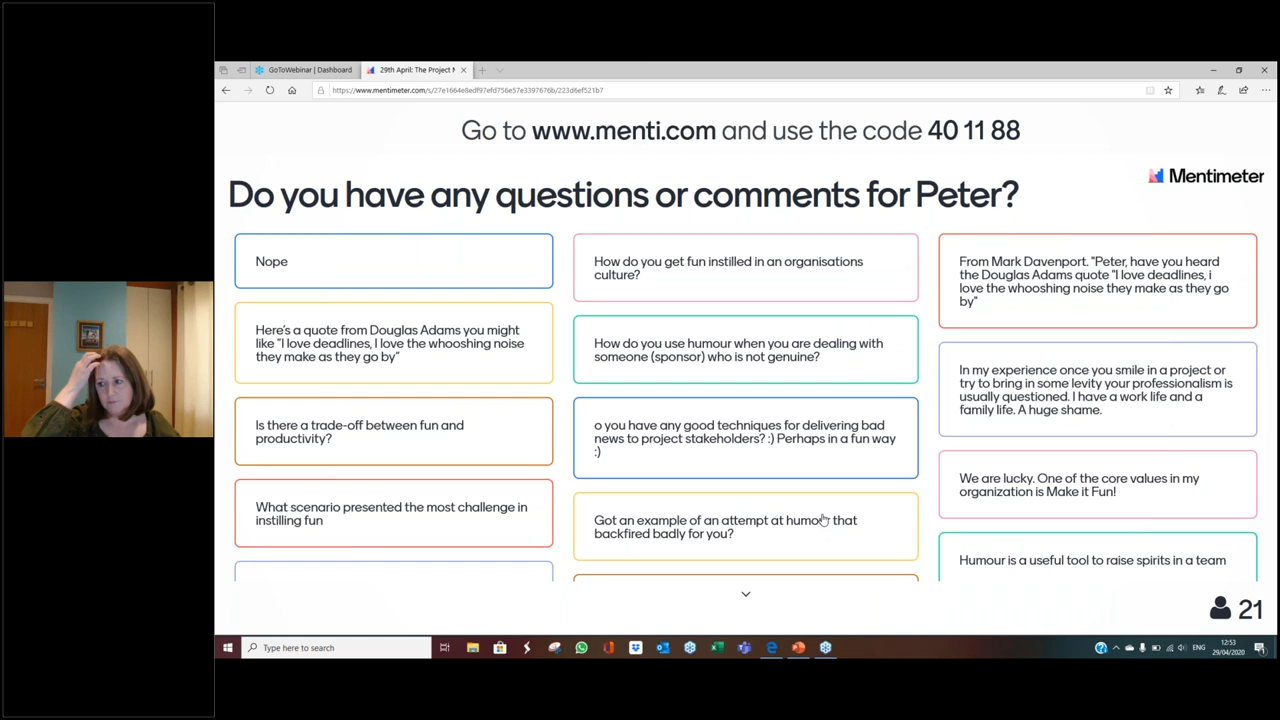 GoToWebinar | Dashboard
29th April: The Project M
https://www.mentimeter.com/s/27e1664e8edf97efd756e57e3397676b/223d6ef521b7
Go to www.menti.com and use the code 40 11 88
Mentimeter
Do you have any questions or comments for Peter?
Nope
Here's a quote from Douglas Adams you might
like "I love deadlines, I love the whooshing noise
they make as they go by"
Is there a trade-off between fun and
productivity?
What scenario presented the most challenge in
instilling fun
How do you get fun instilled in an organisations
culture?
How do you use humour when you are dealing with
someone (sponsor) who is not genuine?
o you have any good techniques for delivering bad
news to project stakeholders? :) Perhaps in a fun way
:)
Got an example of an attempt at humour that
backfired badly for you?
From Mark Davenport. "Peter, have you heard
the Douglas Adams quote "I love deadlines, i
love the whooshing noise they make as they go
by"
In my experience once you smile in a project or
try to bring in some levity your professionalism is
usually questioned. I have a work life and a
family life. A huge shame.
We are lucky. One of the core values in my
organization is Make it Fun!
Humour is a useful tool to raise spirits in a team
21
Type here to search
ENG
12:53
29/04/2020